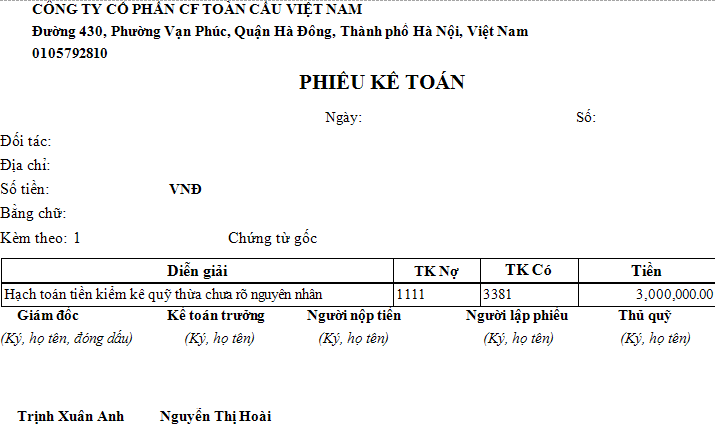 CÔNG TY CỔ PHẦN CF TOÀN CẦU VIỆT NAM
Đường 430, Phường Vạn Phúc, Quận Hà Đông, Thành phố Hà Nội, Việt Nam
0105792810
PHIẾU KẾ TOÁN
Ngày: Số:
Đối tác:
Địa chỉ:
Số tiền: VNĐ
Bằng chữ:
Kèm theo: 1 Chứng từ gốc
Diễn giải TK Nợ TK Có Tiền
Hạch toán tiền kiểm kê quỹ thừa chưa rõ nguyên nhân 1111 3381 3,000,000.00
Giám đốc Kế toán trưởng Người nộp tiền Người lập phiếu Thủ quỹ
(Ký, họ tên, đóng dấu) (Ký, họ tên) (Ký, họ tên) (Ký, họ tên) (Ký, họ tên)
Trịnh Xuân Anh Nguyễn Thị Hoài